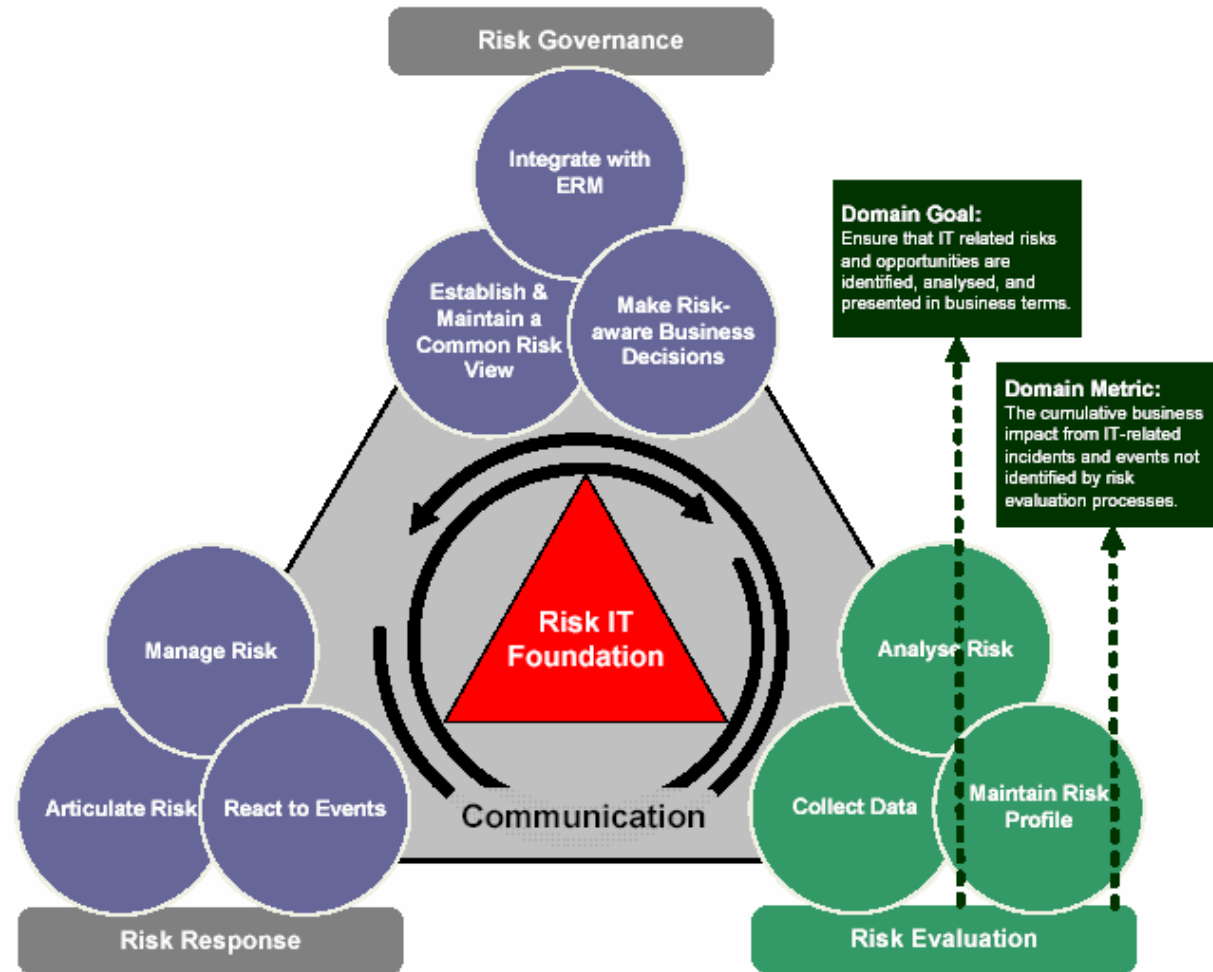 Risk Governance
Integrate with
ERM
Establish &
Maintain a
Common Risk
View
Make Risk-
aware Business
Decisions
Domain Goal:
Ensure that IT related risks
and opportunities are
identified, analysed, and
presented in business terms.
Domain Metric:
The cumulative business
impact from IT-related
incidents and events not
identified by risk
evaluation processes.
Risk IT
Foundation
Manage Risk
Articulate Risk
React to Events
Communication
Analyse Risk
Collect Data
Maintain Risk
Profile
Risk Response
Risk Evaluation